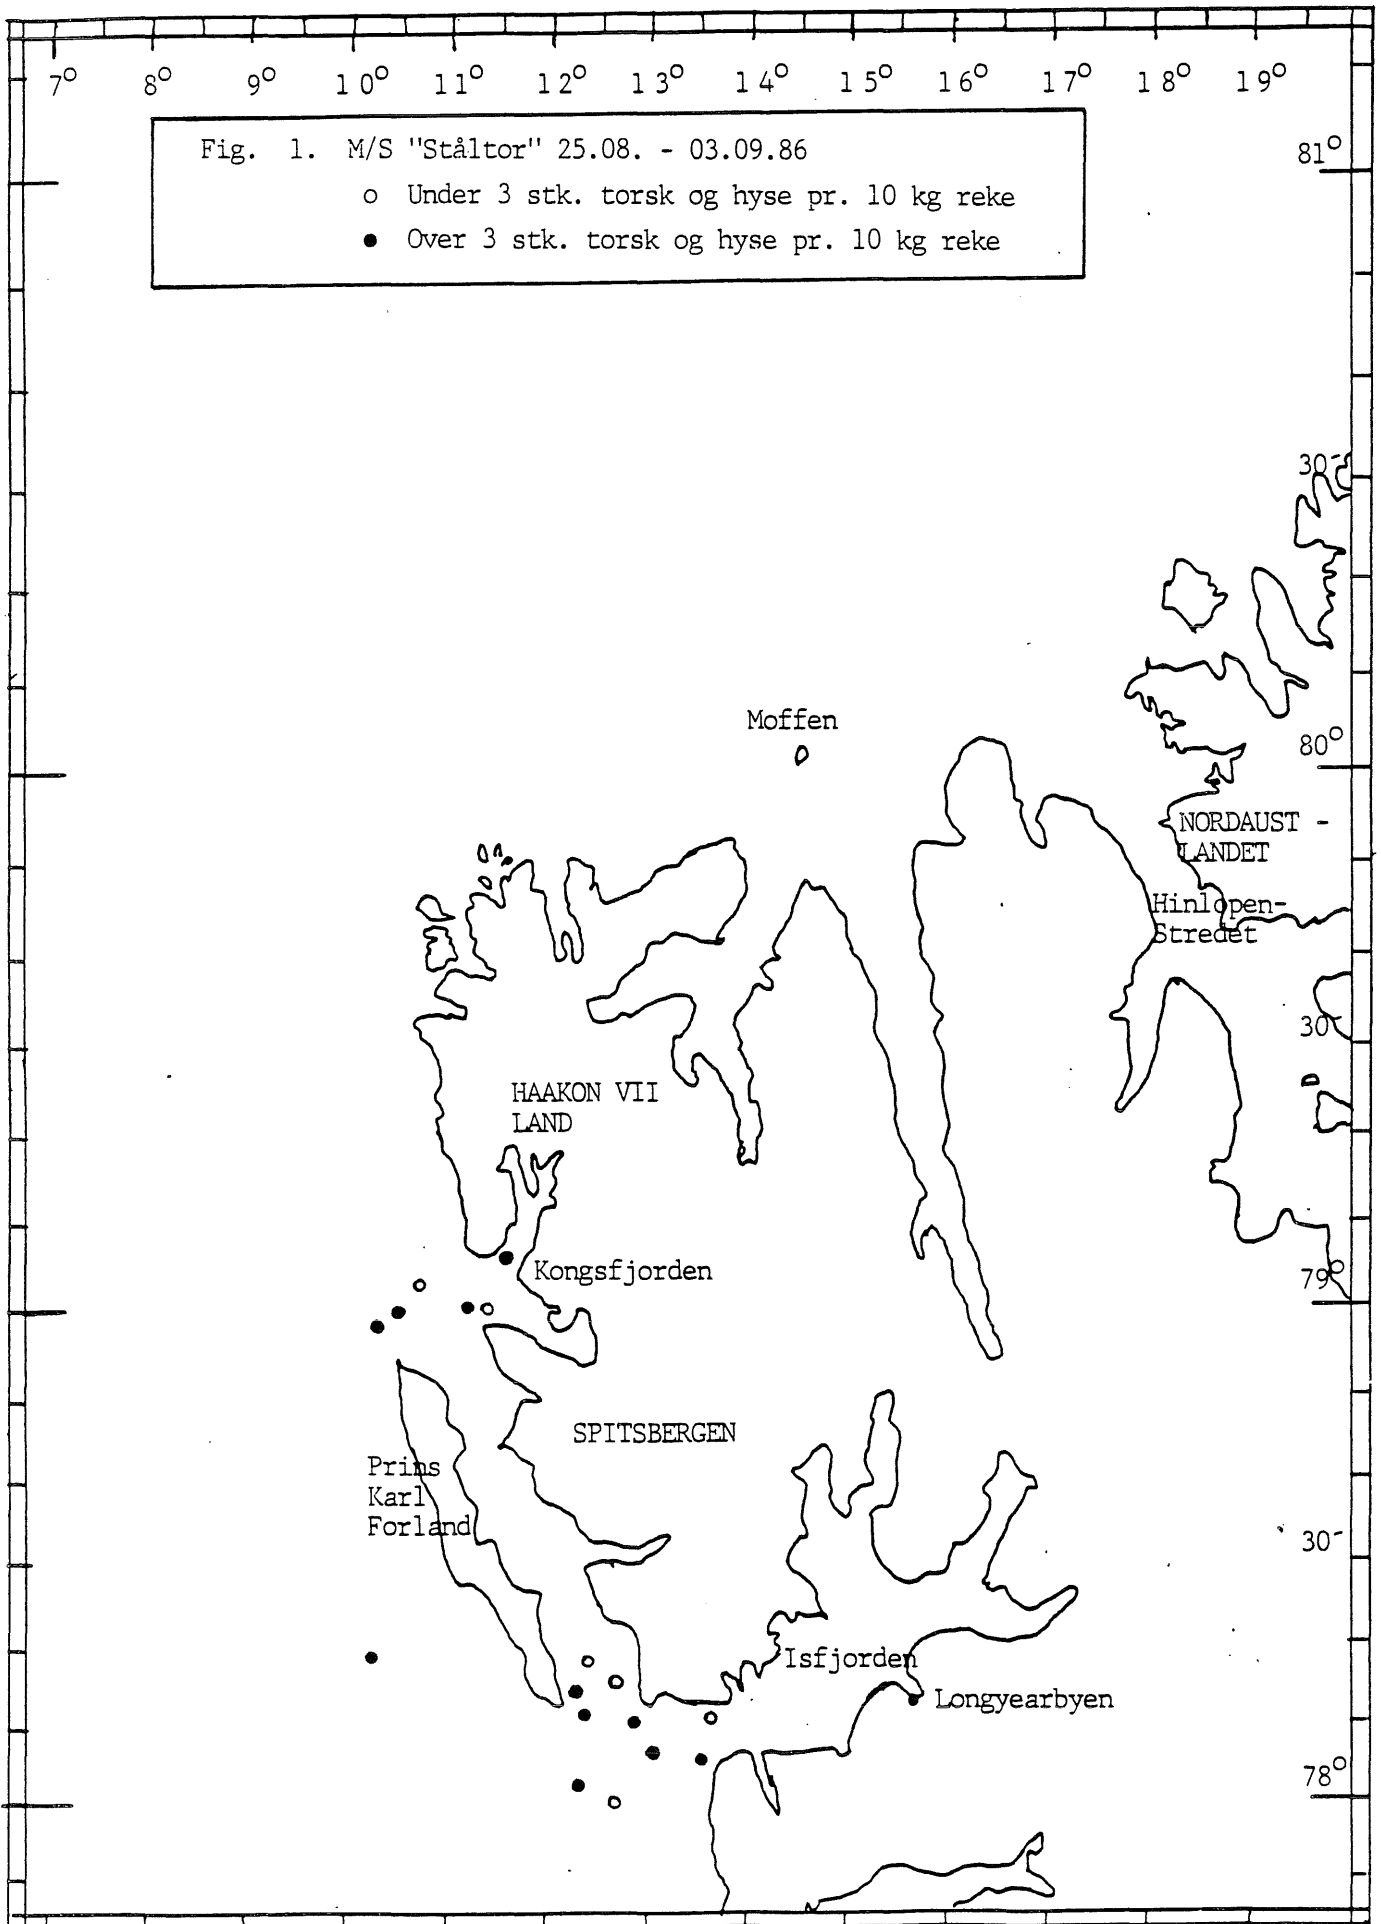 7° 8° 9° 10° 11° 12° 13° 14° 15° 16° 17° 18° 19°
Fig. 1. M/S "Ståltor" 25.08. - 03.09.86
○ Under 3 stk. torsk og hyse pr. 10 kg reke
● Over 3 stk. torsk og hyse pr. 10 kg reke
81°
30'
Moffen
80°
NORDAUST -
LANDET
Hinlopen-
Stredet
30'
HAAKON VII
LAND
Kongsfjorden
79°
SPITSBERGEN
Prins
Karl
Forland
30'
Isfjorden
Longyearbyen
78°